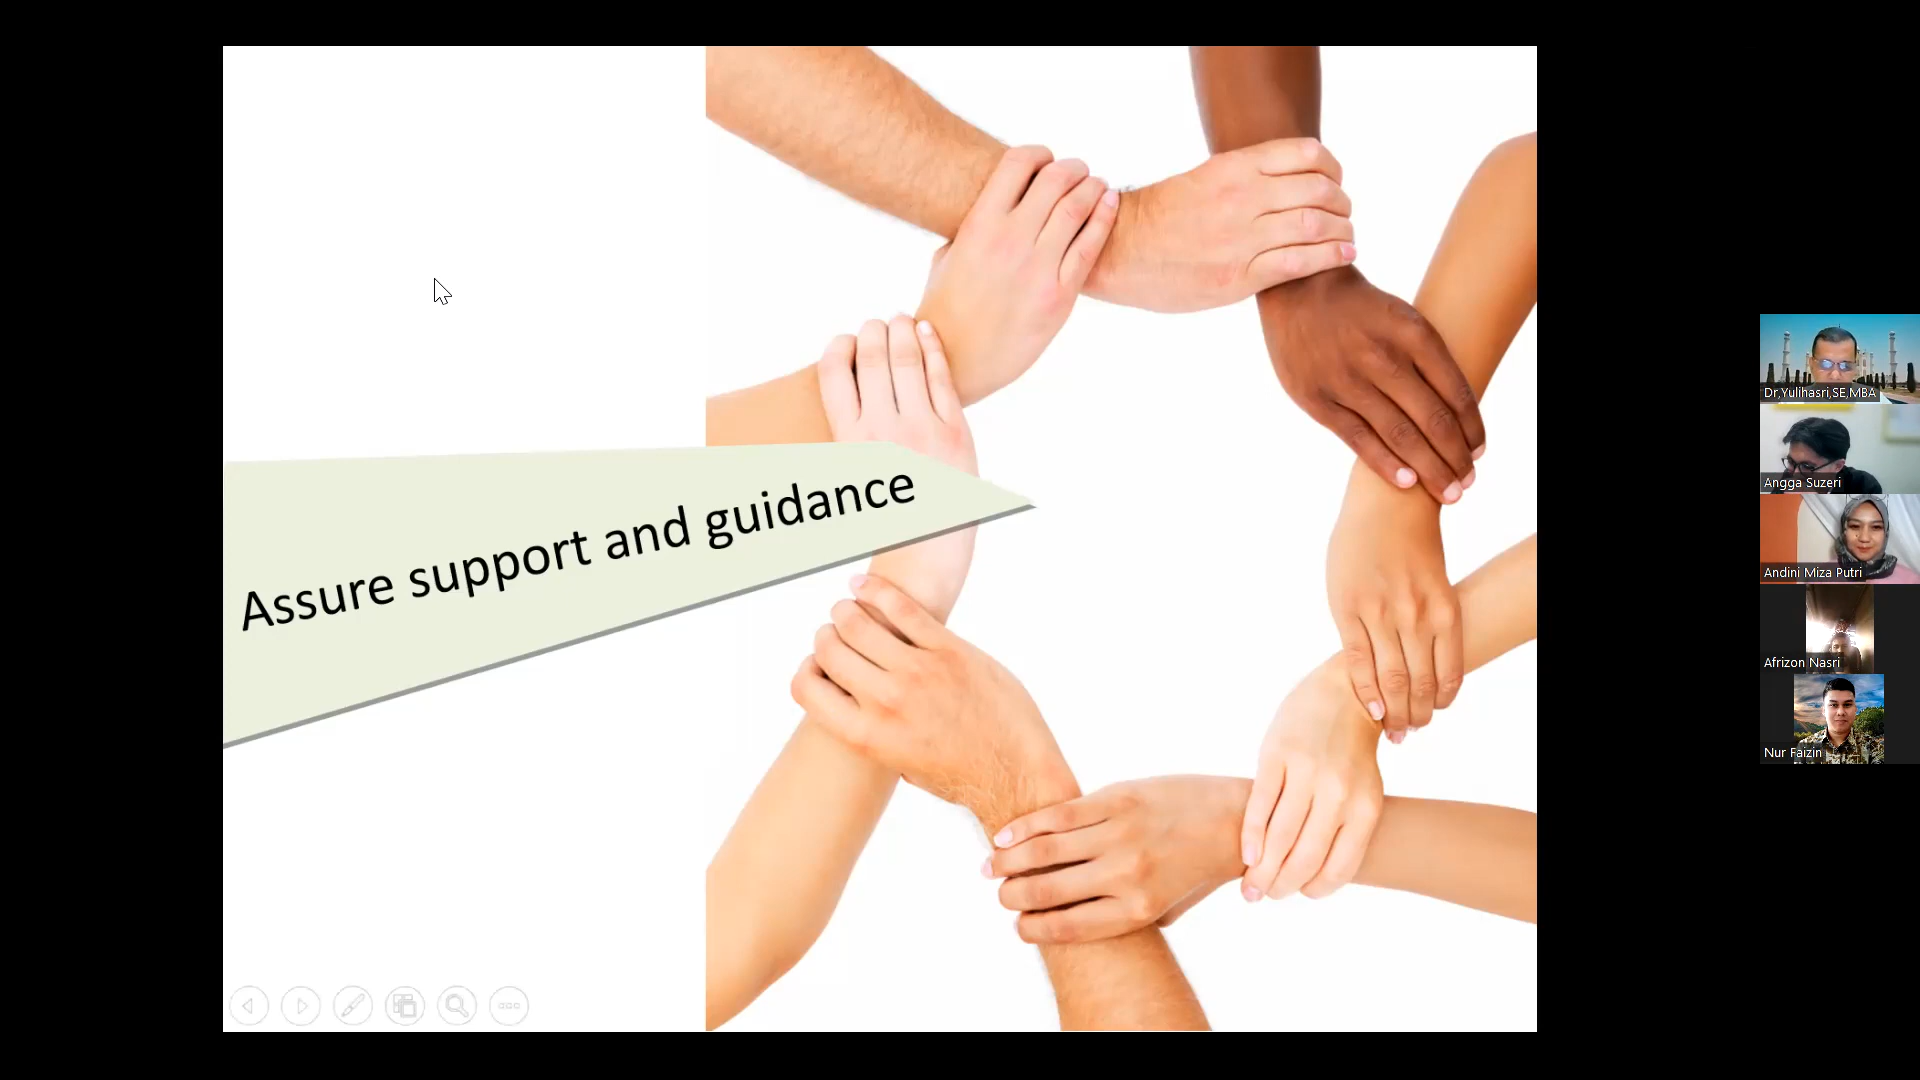 Assure support and guidance
Dr,Yulihasri,SE,MBA
Angga Suzeri
Andini Miza Putri
Afrizon Nasri
Nur Faizin